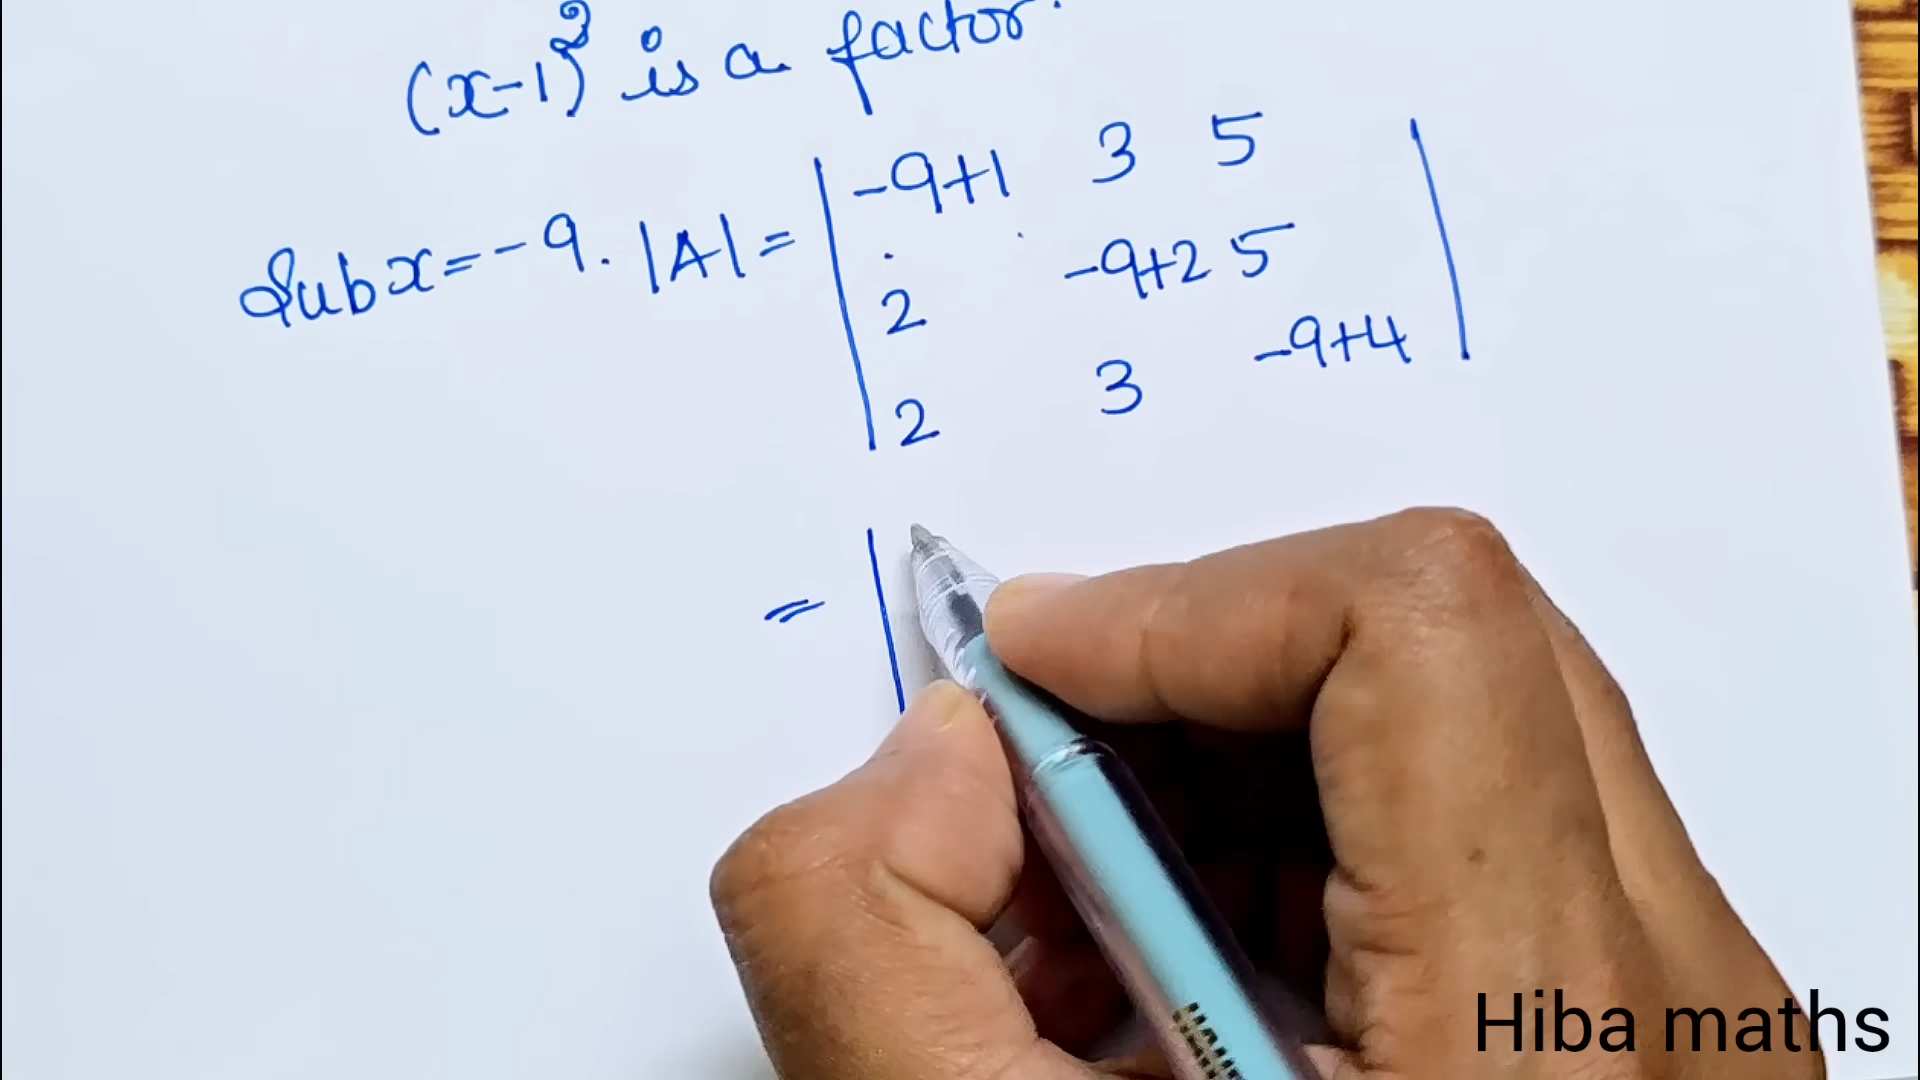 (x-1)² is a factor.
Sub x = -9. |A| = | -9+1 3 5 |
2 -9+2 5
2 3 -9+4
= |
Hiba maths